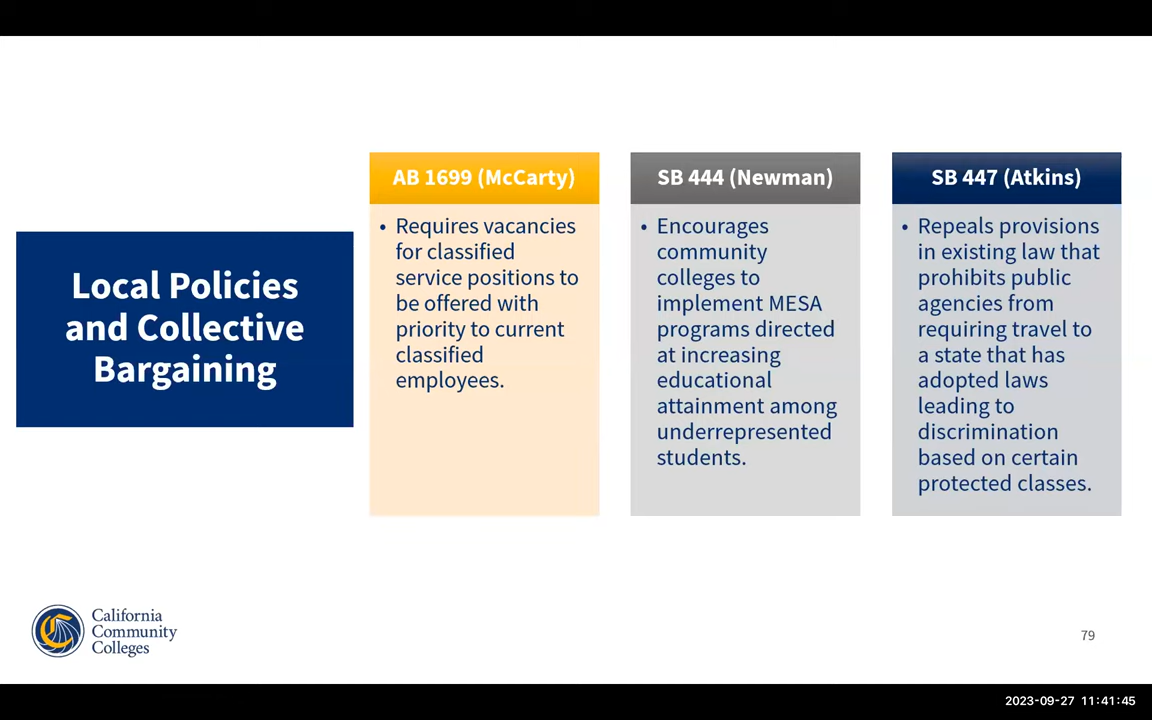 Local Policies
and Collective
Bargaining
AB 1699 (McCarty)
• Requires vacancies
for classified
service positions to
be offered with
priority to current
classified
employees.
SB 444 (Newman)
• Encourages
community
colleges to
implement MESA
programs directed
at increasing
educational
attainment among
underrepresented
students.
SB 447 (Atkins)
• Repeals provisions
in existing law that
prohibits public
agencies from
requiring travel to
a state that has
adopted laws
leading to
discrimination
based on certain
protected classes.
California
Community
Colleges
79
2023-09-27 11:41:45